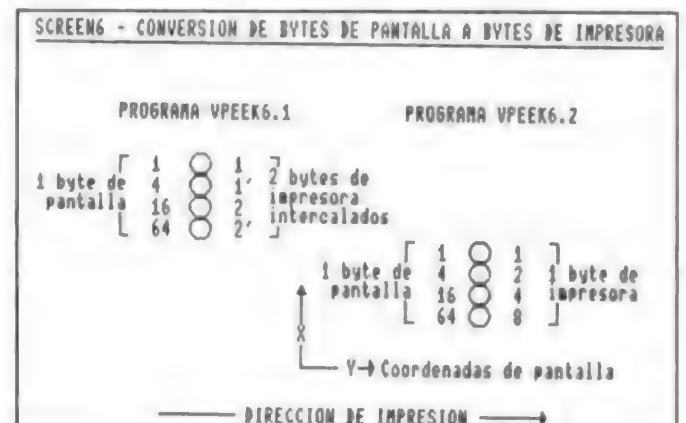 SCREEN6 - CONVERSION DE BYTES DE PANTALLA A BYTES DE IMPRESORA
PROGRAMA VPEEK6.1
PROGRAMA VPEEK6.2
1 byte de pantalla
1 1
4 1'
16 2
64 2'
2 bytes de impresora intercalados
1 byte de pantalla
1 1
4 2
16 4
64 8
1 byte de impresora
X
Y → Coordenadas de pantalla
DIRECCION DE IMPRESION